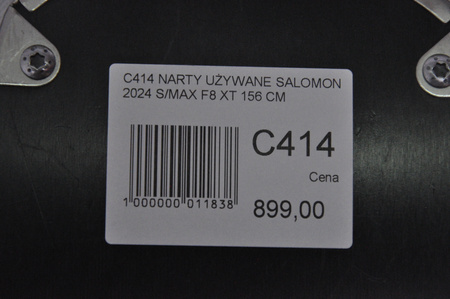 C414 NARTY UŻYWANE SALOMON
2024 S/MAX F8 XT 156 CM
C414
Cena
1 000000 011838
899,00